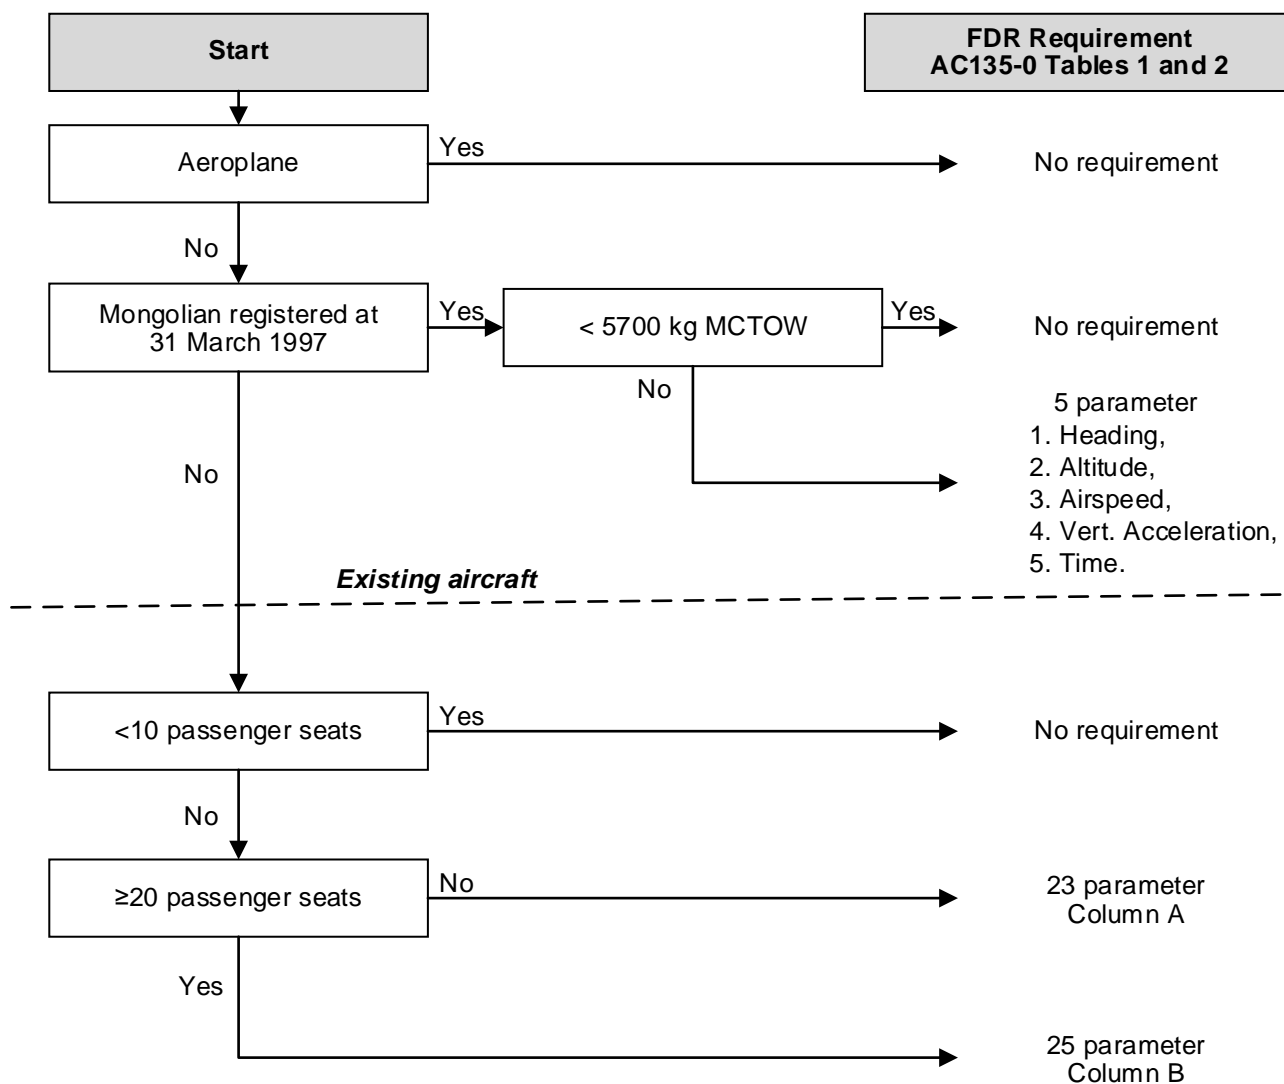 Start
FDR Requirement
AC135-0 Tables 1 and 2
Aeroplane
Yes
No requirement
No
Mongolian registered at
31 March 1997
Yes
< 5700 kg MCTOW
Yes
No requirement
No
No
5 parameter
1. Heading,
2. Altitude,
3. Airspeed,
4. Vert. Acceleration,
5. Time.
Existing aircraft
<10 passenger seats
Yes
No requirement
No
≥20 passenger seats
No
23 parameter
Column A
Yes
25 parameter
Column B